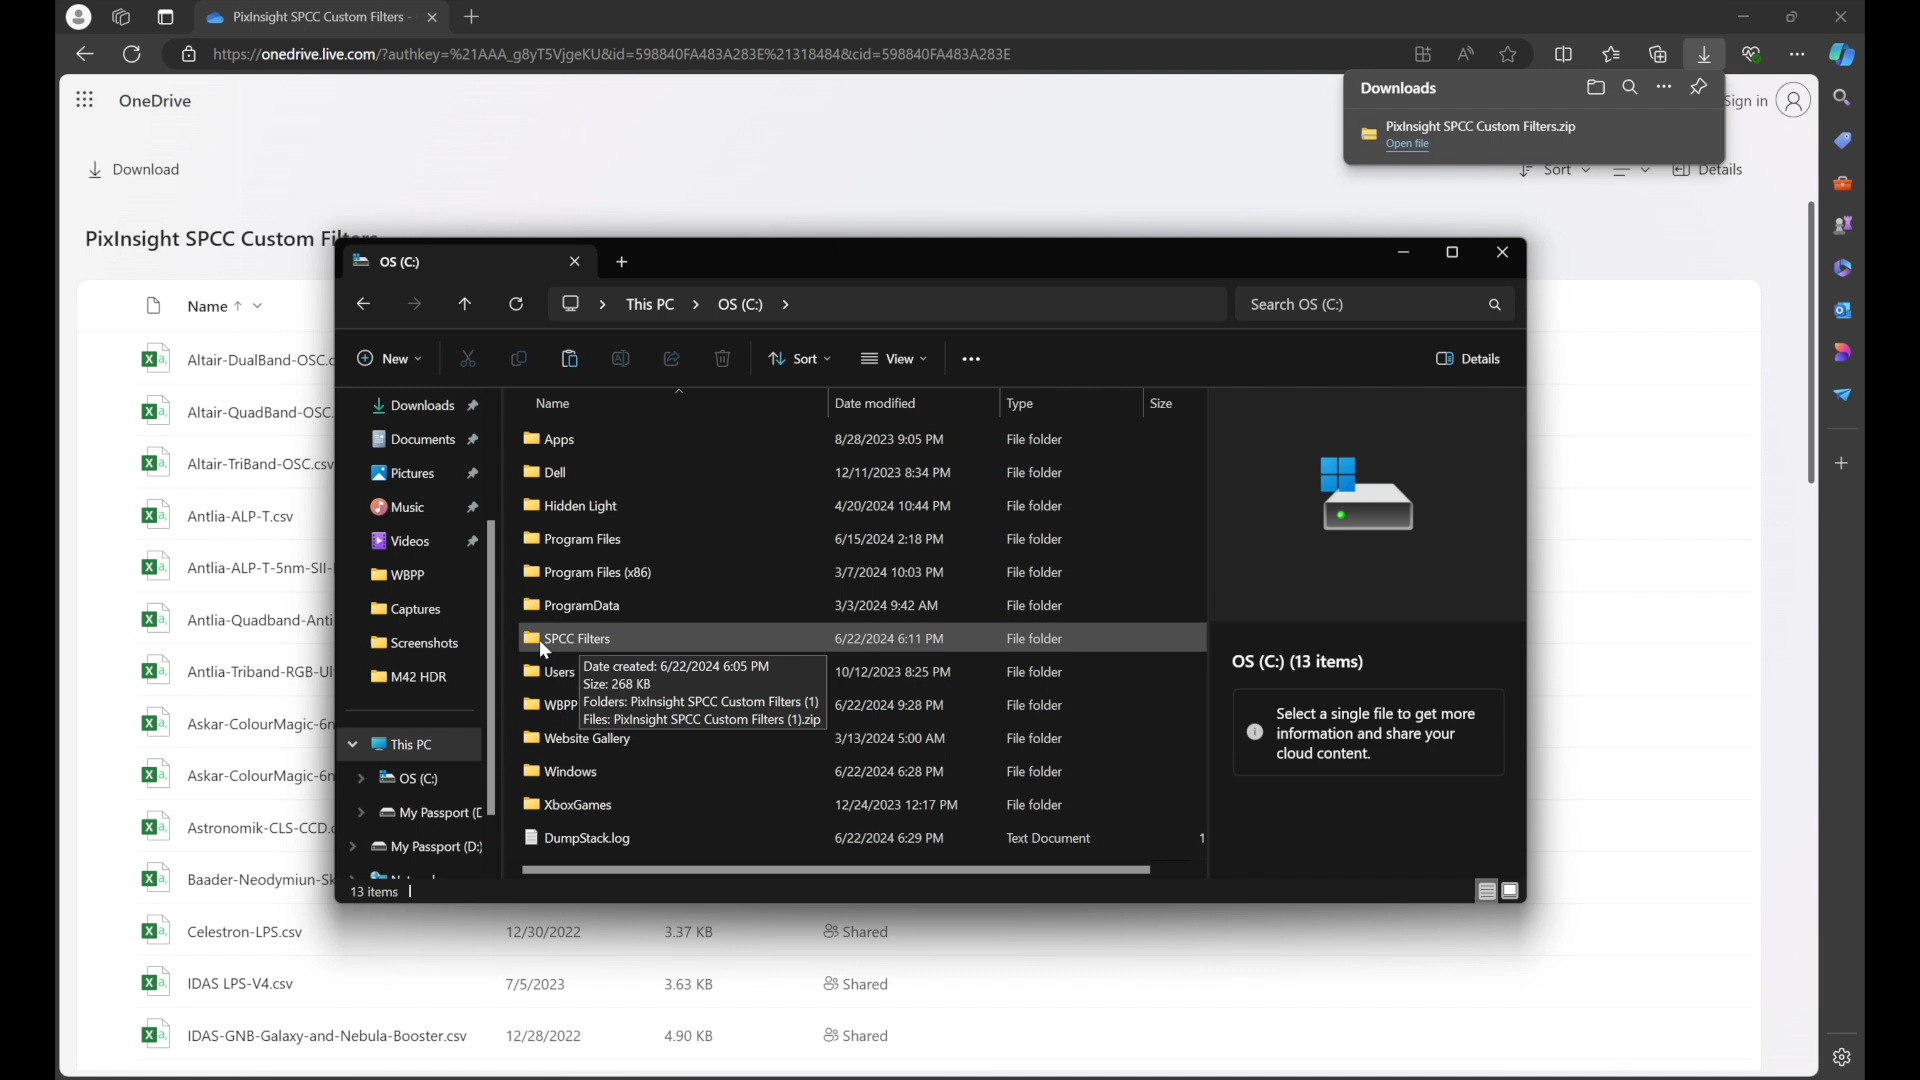 PixInsight SPCC Custom Filters -
https://onedrive.live.com/?authkey=%21AAA_g8yT5VjgeKU&id=598840FA483A283E%21318484&cid=598840FA483A283E
OneDrive
Downloads
PixInsight SPCC Custom Filters.zip
Open file
Sign in
Download
Sort
Details
PixInsight SPCC Custom Filters
Name
Altair-DualBand-OSC.c
Altair-QuadBand-OSC.
Altair-TriBand-OSC.csv
Antlia-ALP-T.csv
Antlia-ALP-T-5nm-SII-
Antlia-Quadband-Anti
Antlia-Triband-RGB-Ul
Askar-ColourMagic-6n
Askar-ColourMagic-6n
Astronomik-CLS-CCD.c
Baader-Neodymiun-Sk
Celestron-LPS.csv 12/30/2022 3.37 KB Shared
IDAS LPS-V4.csv 7/5/2023 3.63 KB Shared
IDAS-GNB-Galaxy-and-Nebula-Booster.csv 12/28/2022 4.90 KB Shared
OS (C:)
This PC > OS (C:) >
Search OS (C:)
New
Sort
View
Details
Downloads
Documents
Pictures
Music
Videos
WBPP
Captures
Screenshots
M42 HDR
This PC
OS (C:)
My Passport (D
My Passport (D:)
Name Date modified Type Size
Apps 8/28/2023 9:05 PM File folder
Dell 12/11/2023 8:34 PM File folder
Hidden Light 4/20/2024 10:44 PM File folder
Program Files 6/15/2024 2:18 PM File folder
Program Files (x86) 3/7/2024 10:03 PM File folder
ProgramData 3/3/2024 9:42 AM File folder
SPCC Filters 6/22/2024 6:11 PM File folder
Users 10/12/2023 8:25 PM File folder
WBPP 6/22/2024 9:28 PM File folder
Website Gallery 3/13/2024 5:00 AM File folder
Windows 6/22/2024 6:28 PM File folder
XboxGames 12/24/2023 12:17 PM File folder
DumpStack.log 6/22/2024 6:29 PM Text Document 1
Date created: 6/22/2024 6:05 PM
Size: 268 KB
Folders: PixInsight SPCC Custom Filters (1)
Files: PixInsight SPCC Custom Filters (1).zip
OS (C:) (13 items)
Select a single file to get more
information and share your
cloud content.
13 items